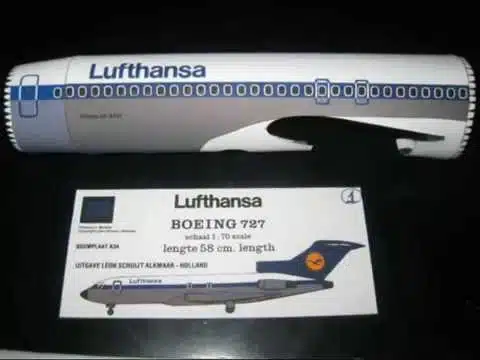 Lufthansa
Lufthansa
1
BOEING 727
schaal 1 : 70 scale
lengte 58 cm. length
BOUWPLAAT A34
UITGAVE LEON SCHUIJT ALKMAAR - HOLLAND
Lufthansa